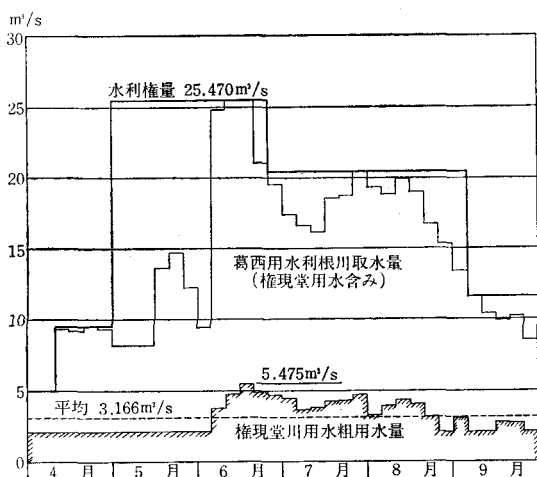 m³/s
30
水利権量 25.470m³/s
25
20
15
葛西用水利根川取水量
(権現堂用水含み)
10
5.475m³/s
5
平均 3.166m³/s
権現堂川用水粗用水量
0
4 月 5 月 6 月 7 月 8 月 9 月